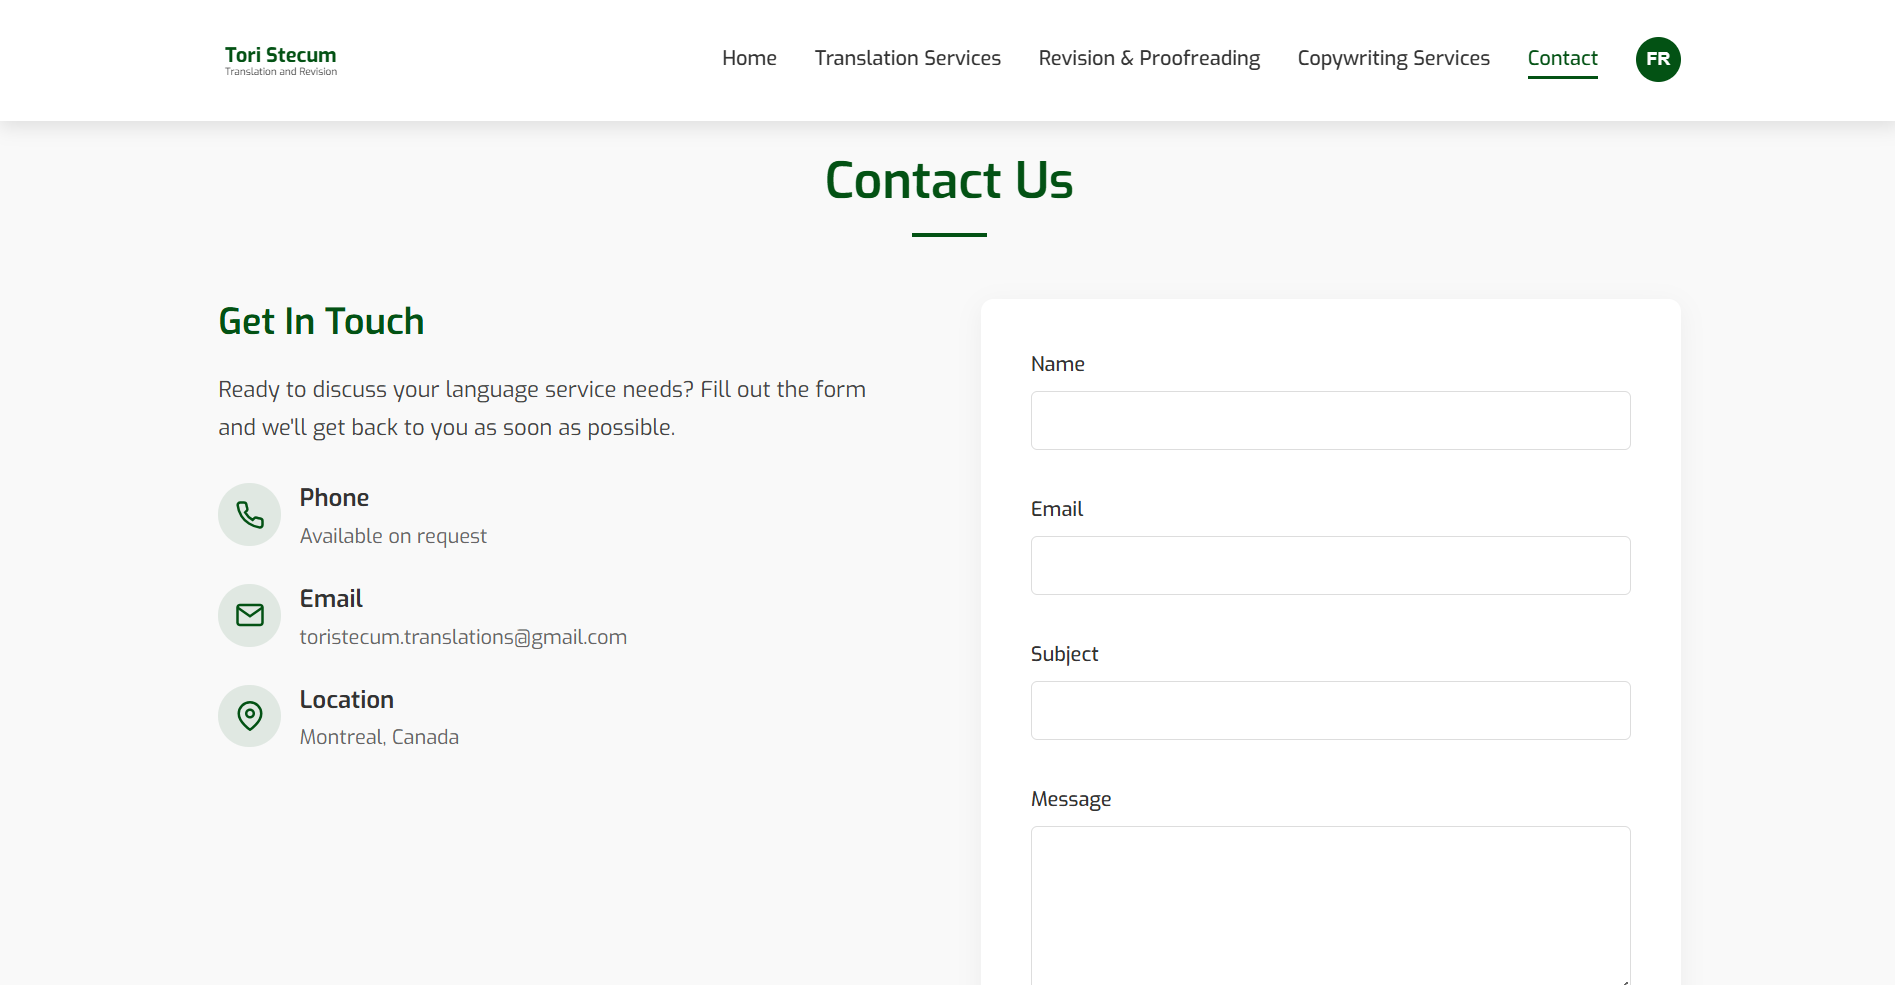 Tori Stecum
Translation and Revision
Home
Translation Services
Revision & Proofreading
Copywriting Services
Contact
FR
Contact Us
Get In Touch
Ready to discuss your language service needs? Fill out the form
and we'll get back to you as soon as possible.
Phone
Available on request
Email
toristecum.translations@gmail.com
Location
Montreal, Canada
Name
Email
Subject
Message